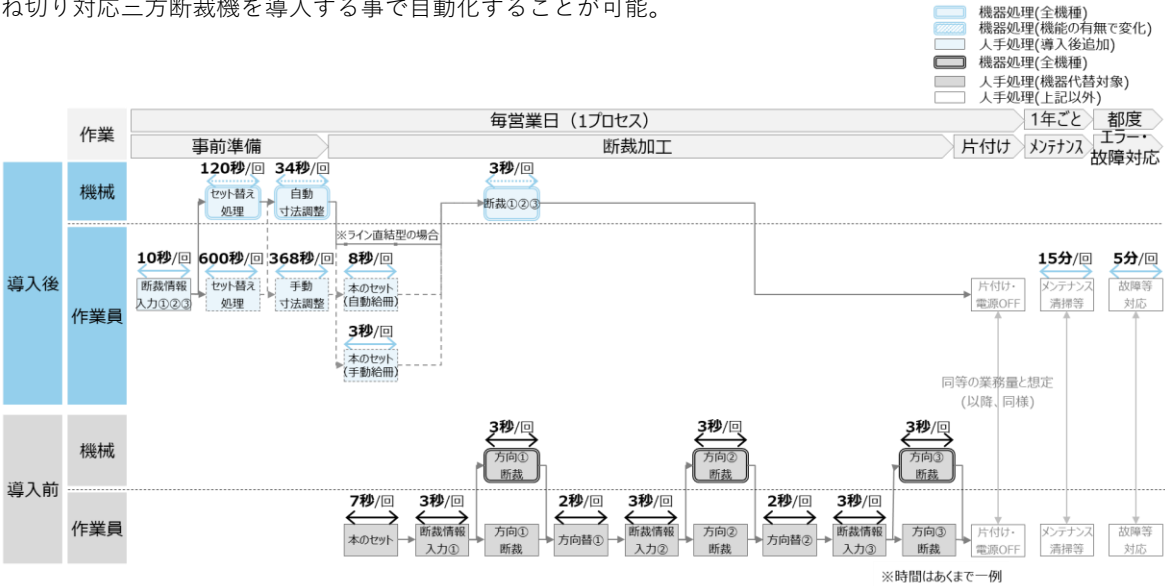 ね切り対応三方断裁機を導入する事で自動化することが可能。
機器処理(全機種)
機器処理(機能の有無で変化)
人手処理(導入後追加)
機器処理(全機種)
人手処理(機器代替対象)
人手処理(上記以外)
作業
毎営業日（1プロセス）
1年ごと
都度
事前準備
断裁加工
片付け
メンテナンス
エラー・
故障対応
導入後
機械
120秒/回
34秒/回
3秒/回
セット替え
処理
自動
寸法調整
断裁①②③
※ライン直結型の場合
作業員
10秒/回
600秒/回
368秒/回
8秒/回
15分/回
5分/回
断裁情報
入力①②③
セット替え
処理
手動
寸法調整
本のセット
(自動給冊)
片付け・
電源OFF
メンテナンス
清掃等
故障等
対応
3秒/回
本のセット
(手動給冊)
同等の業務量と想定
(以降、同様)
導入前
機械
3秒/回
3秒/回
3秒/回
方向①
断裁
方向②
断裁
方向③
断裁
作業員
7秒/回
3秒/回
2秒/回
3秒/回
2秒/回
3秒/回
本のセット
断裁情報
入力①
方向①
断裁
方向替①
断裁情報
入力②
方向②
断裁
方向替②
断裁情報
入力③
方向③
断裁
片付け・
電源OFF
メンテナンス
清掃等
故障等
対応
※時間はあくまで一例